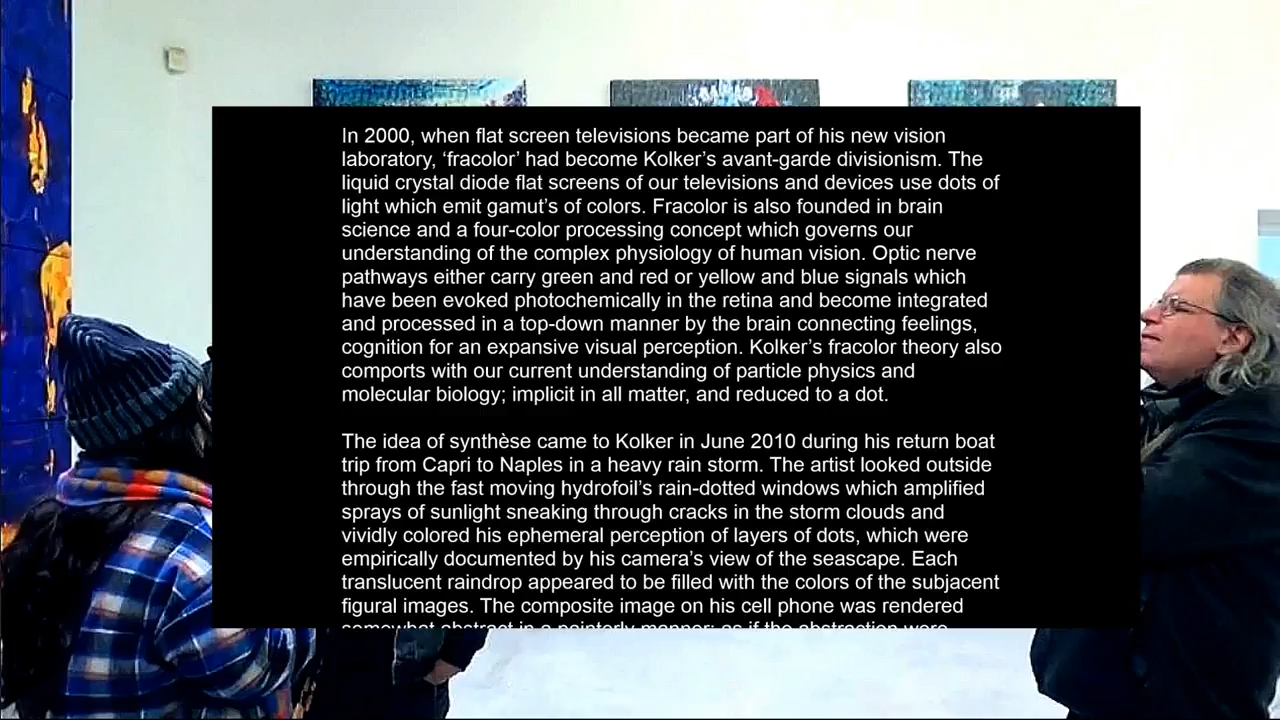 In 2000, when flat screen televisions became part of his new vision
laboratory, ‘fracolor’ had become Kolker’s avant-garde divisionism. The
liquid crystal diode flat screens of our televisions and devices use dots of
light which emit gamut’s of colors. Fracolor is also founded in brain
science and a four-color processing concept which governs our
understanding of the complex physiology of human vision. Optic nerve
pathways either carry green and red or yellow and blue signals which
have been evoked photochemically in the retina and become integrated
and processed in a top-down manner by the brain connecting feelings,
cognition for an expansive visual perception. Kolker’s fracolor theory also
comports with our current understanding of particle physics and
molecular biology; implicit in all matter, and reduced to a dot.
The idea of synthèse came to Kolker in June 2010 during his return boat
trip from Capri to Naples in a heavy rain storm. The artist looked outside
through the fast moving hydrofoil’s rain-dotted windows which amplified
sprays of sunlight sneaking through cracks in the storm clouds and
vividly colored his ephemeral perception of layers of dots, which were
empirically documented by his camera’s view of the seascape. Each
translucent raindrop appeared to be filled with the colors of the subjacent
figural images. The composite image on his cell phone was rendered
somewhat abstract in a painterly manner; as if the abstraction were